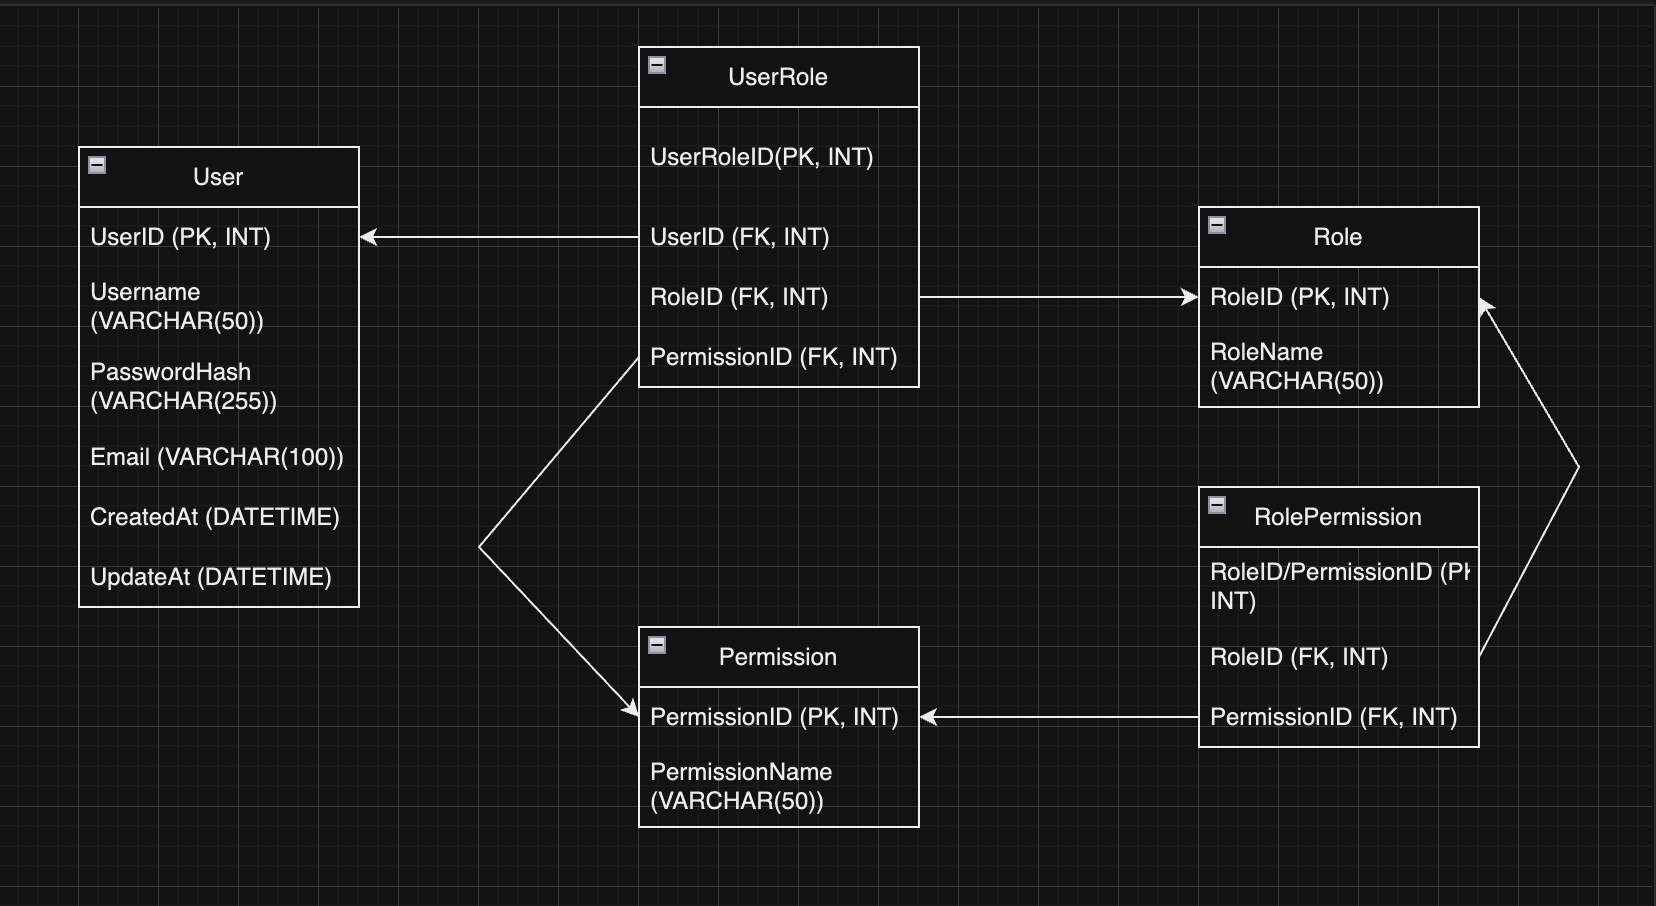 User
UserID (PK, INT)
Username
(VARCHAR(50))
PasswordHash
(VARCHAR(255))
Email (VARCHAR(100))
CreatedAt (DATETIME)
UpdateAt (DATETIME)
UserRole
UserRoleID(PK, INT)
UserID (FK, INT)
RoleID (FK, INT)
PermissionID (FK, INT)
Role
RoleID (PK, INT)
RoleName
(VARCHAR(50))
Permission
PermissionID (PK, INT)
PermissionName
(VARCHAR(50))
RolePermission
RoleID/PermissionID (PK
INT)
RoleID (FK, INT)
PermissionID (FK, INT)